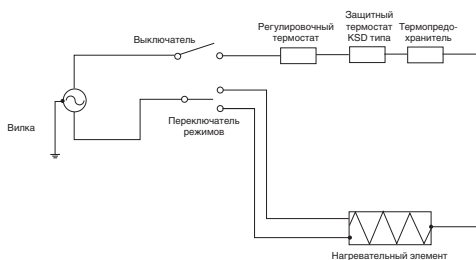 Выключатель
Регулировочный
термостат
Защитный
термостат
KSD типа
Термопредо-
хранитель
Вилка
Переключатель
режимов
Нагревательный элемент